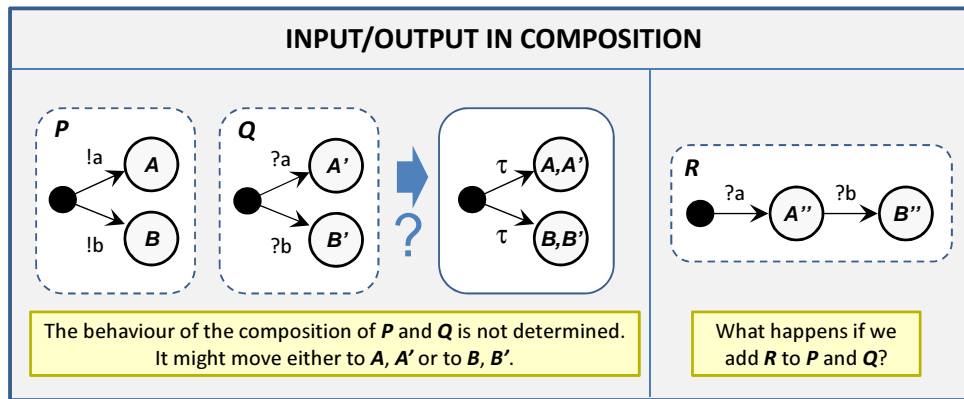 INPUT/OUTPUT IN COMPOSITION
P
!a
A
!b
B
Q
?a
A'
?b
B'
?
τ
A,A'
τ
B,B'
The behaviour of the composition of P and Q is not determined.
It might move either to A, A' or to B, B'.
R
?a
A''
?b
B''
What happens if we
add R to P and Q?